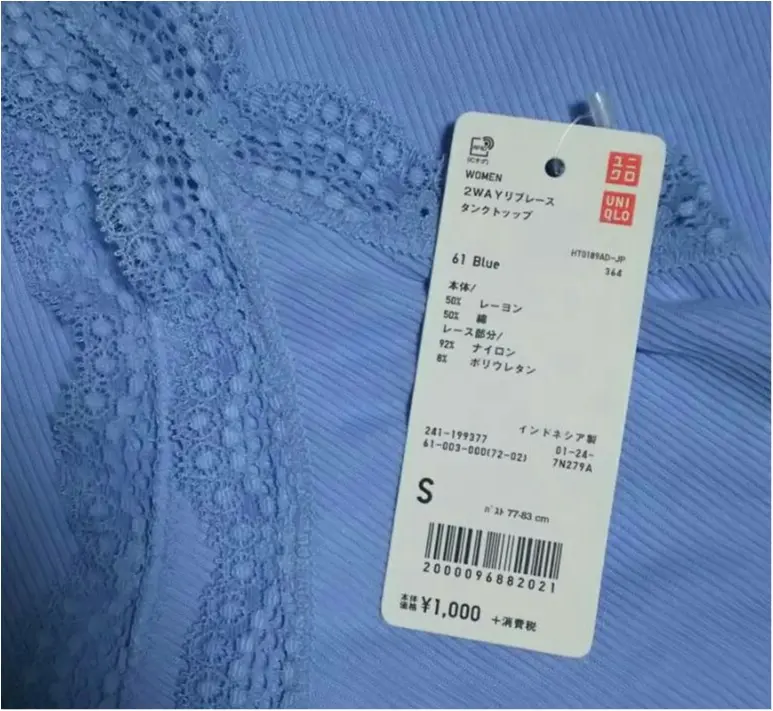 RFID
WOMEN
2WAYリブレース
タンクトップ
ユニ
クロ
UNI
QLO
61 Blue
HT0189AD-JP
364
本体/
50% レーヨン
50% 綿
レース部分/
92% ナイロン
8% ポリウレタン
241-199377 インドネシア製
61-003-000(72-02) 01-24-
7N279A
S
バスト 77-83 cm
2000096882021
本体
価格 ¥1,000 +消費税